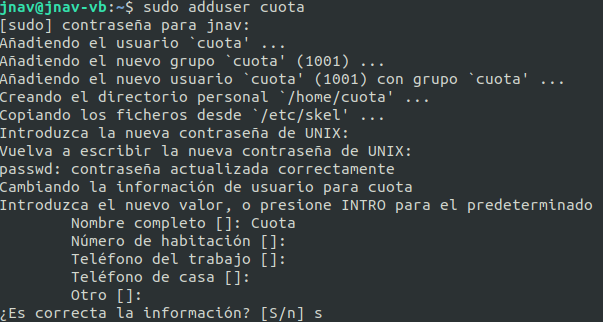 jnav@jnav-vb:~$ sudo adduser cuota
[sudo] contraseña para jnav:
Añadiendo el usuario `cuota' ...
Añadiendo el nuevo grupo `cuota' (1001) ...
Añadiendo el nuevo usuario `cuota' (1001) con grupo `cuota' ...
Creando el directorio personal `/home/cuota' ...
Copiando los ficheros desde `/etc/skel' ...
Introduzca la nueva contraseña de UNIX:
Vuelva a escribir la nueva contraseña de UNIX:
passwd: contraseña actualizada correctamente
Cambiando la información de usuario para cuota
Introduzca el nuevo valor, o presione INTRO para el predeterminado
Nombre completo []: Cuota
Número de habitación []:
Teléfono del trabajo []:
Teléfono de casa []:
Otro []:
¿Es correcta la información? [S/n] s